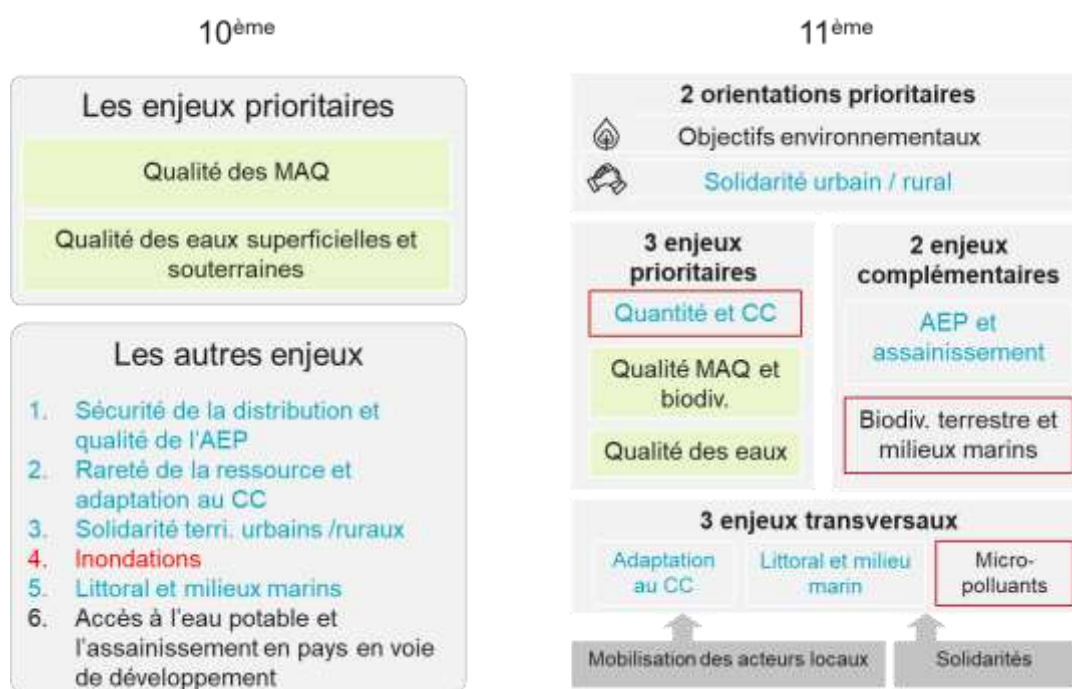 10ème
Les enjeux prioritaires
Qualité des MAQ
Qualité des eaux superficielles et
souterraines
Les autres enjeux
1. Sécurité de la distribution et
qualité de l'AEP
2. Rareté de la ressource et
adaptation au CC
3. Solidarité terri. urbains /ruraux
4. Inondations
5. Littoral et milieux marins
6. Accès à l'eau potable et
l'assainissement en pays en voie
de développement
11ème
2 orientations prioritaires
Objectifs environnementaux
Solidarité urbain / rural
3 enjeux
prioritaires
Quantité et CC
Qualité MAQ et
biodiv.
Qualité des eaux
2 enjeux
complémentaires
AEP et
assainissement
Biodiv. terrestre et
milieux marins
3 enjeux transversaux
Adaptation
au CC
Littoral et milieu
marin
Micro-
polluants
Mobilisation des acteurs locaux
Solidarités